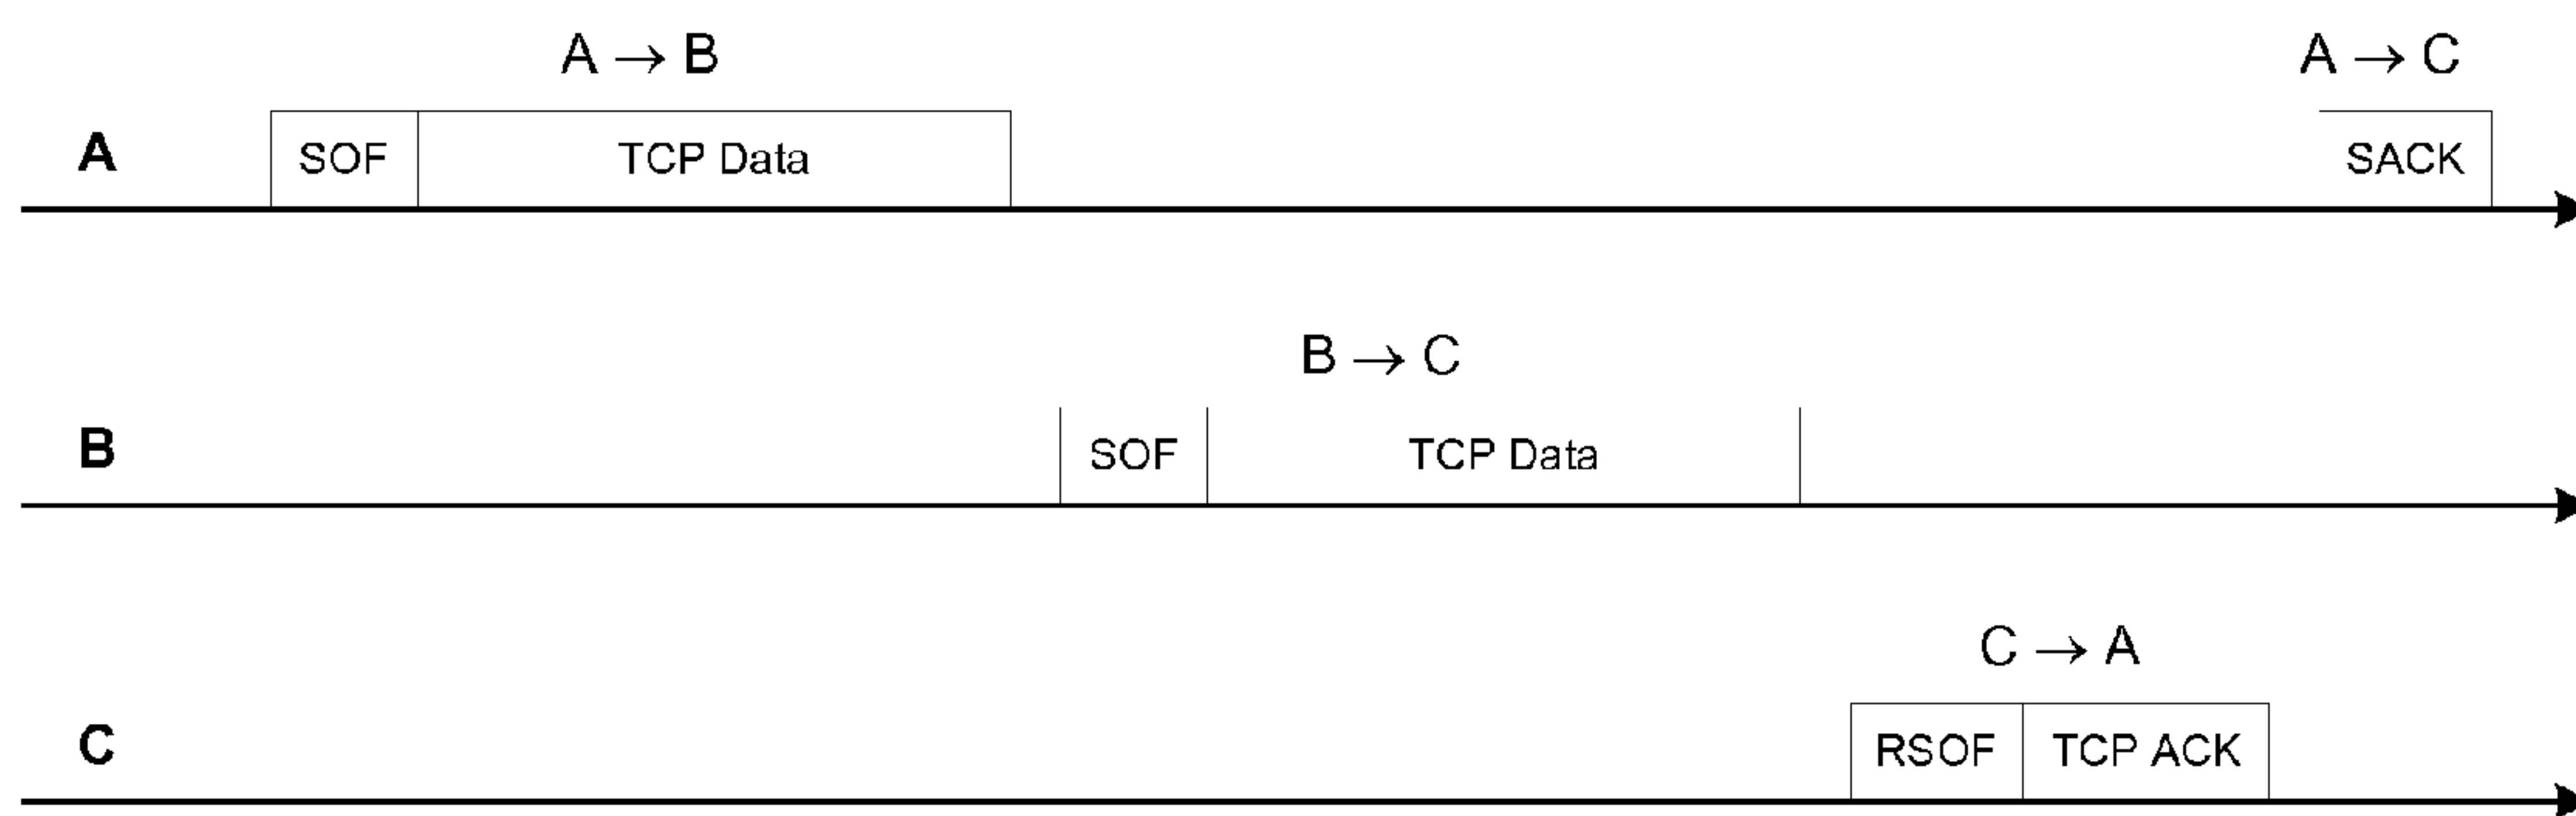 A → B
A → C
A
SOF
TCP Data
SACK
B → C
B
SOF
TCP Data
C → A
C
RSOF
TCP ACK